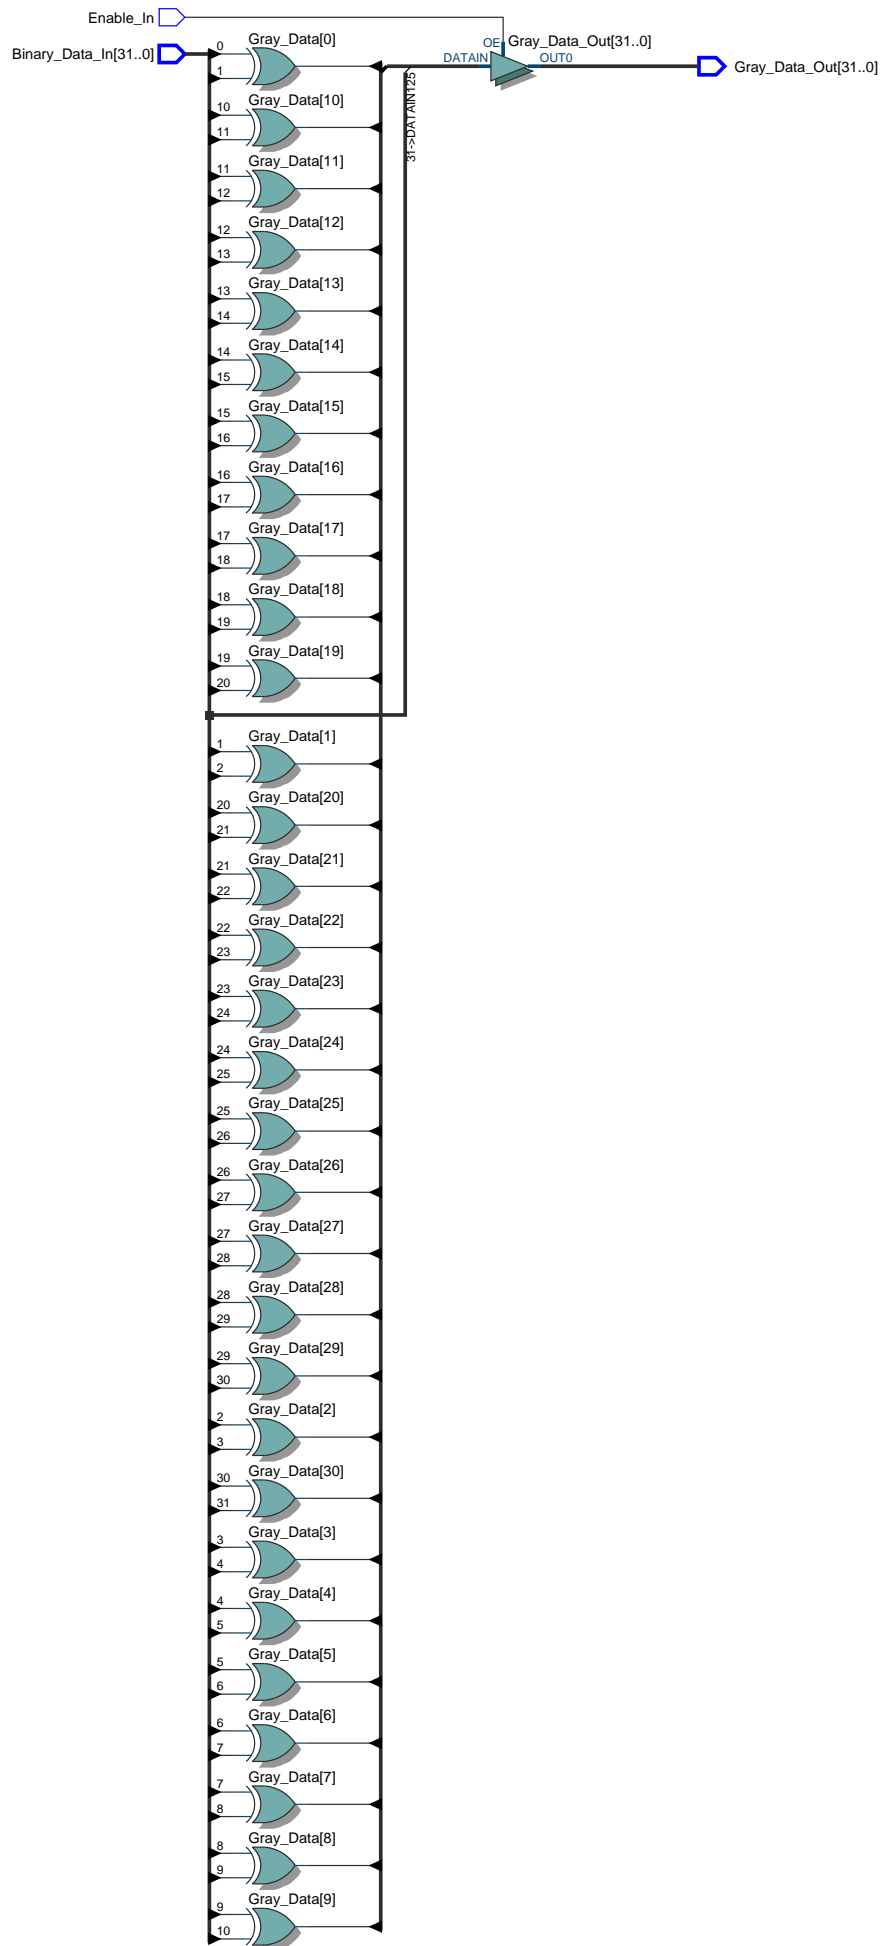 Enable_In
Binary_Data_In[31..0]
OE
Gray_Data_Out[31..0]
DATAIN
OUT0
Gray_Data_Out[31..0]
31->DATAIN125
0
1
Gray_Data[0]
10
11
Gray_Data[10]
11
12
Gray_Data[11]
12
13
Gray_Data[12]
13
14
Gray_Data[13]
14
15
Gray_Data[14]
15
16
Gray_Data[15]
16
17
Gray_Data[16]
17
18
Gray_Data[17]
18
19
Gray_Data[18]
19
20
Gray_Data[19]
1
2
Gray_Data[1]
20
21
Gray_Data[20]
21
22
Gray_Data[21]
22
23
Gray_Data[22]
23
24
Gray_Data[23]
24
25
Gray_Data[24]
25
26
Gray_Data[25]
26
27
Gray_Data[26]
27
28
Gray_Data[27]
28
29
Gray_Data[28]
29
30
Gray_Data[29]
2
3
Gray_Data[2]
30
31
Gray_Data[30]
3
4
Gray_Data[3]
4
5
Gray_Data[4]
5
6
Gray_Data[5]
6
7
Gray_Data[6]
7
8
Gray_Data[7]
8
9
Gray_Data[8]
9
10
Gray_Data[9]